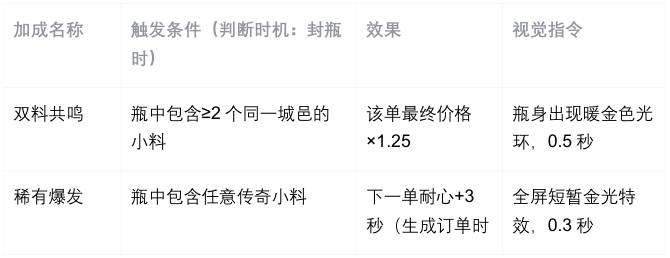 加成名称
触发条件（判断时机：封瓶
时）
效果
视觉指令
双料共鸣
瓶中包含≥2 个同一城邑的
小料
该单最终价格
×1.25
瓶身出现暖金色光
环，0.5 秒
稀有爆发
瓶中包含任意传奇小料
下一单耐心+3
秒（生成订单时
全屏短暂金光特
效，0.3 秒